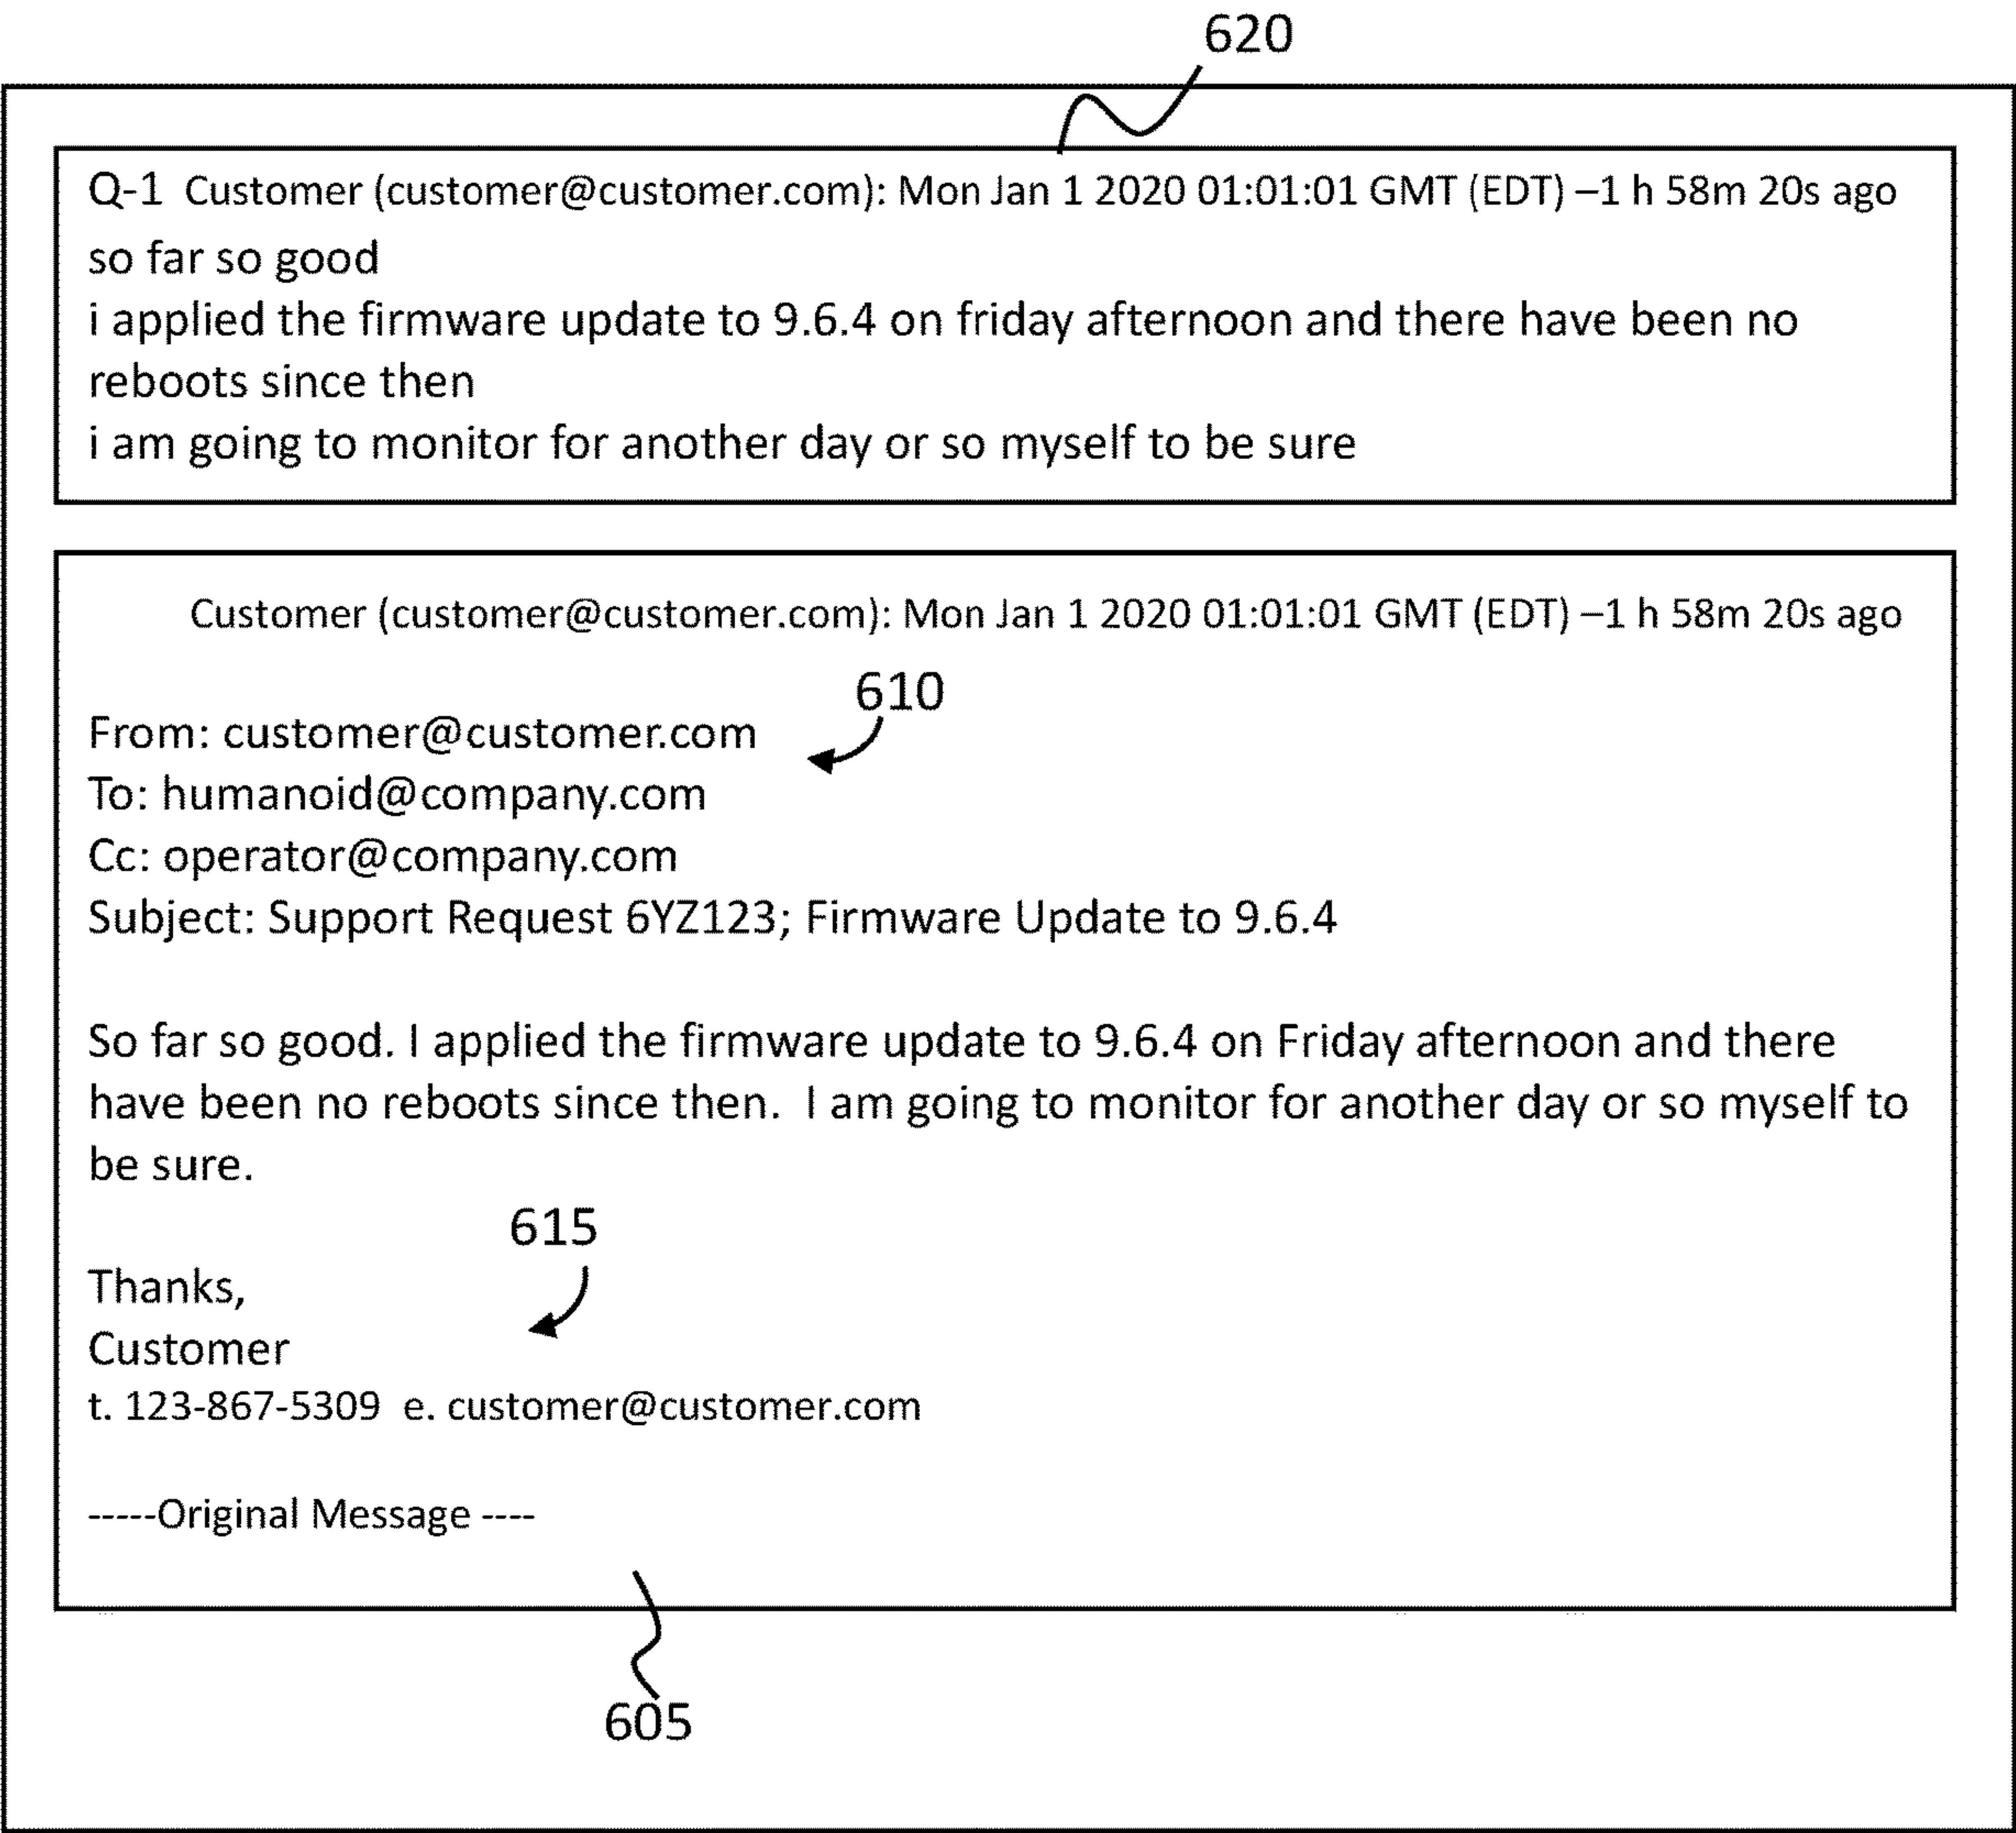 620
Q-1  Customer (customer@customer.com): Mon Jan 1 2020 01:01:01 GMT (EDT) –1 h 58m 20s ago
so far so good
i applied the firmware update to 9.6.4 on friday afternoon and there have been no
reboots since then
i am going to monitor for another day or so myself to be sure
Customer (customer@customer.com): Mon Jan 1 2020 01:01:01 GMT (EDT) –1 h 58m 20s ago
610
From: customer@customer.com
To: humanoid@company.com
Cc: operator@company.com
Subject: Support Request 6YZ123; Firmware Update to 9.6.4
So far so good. I applied the firmware update to 9.6.4 on Friday afternoon and there
have been no reboots since then.  I am going to monitor for another day or so myself to
be sure.
615
Thanks,
Customer
t. 123-867-5309  e. customer@customer.com
-----Original Message ----
605